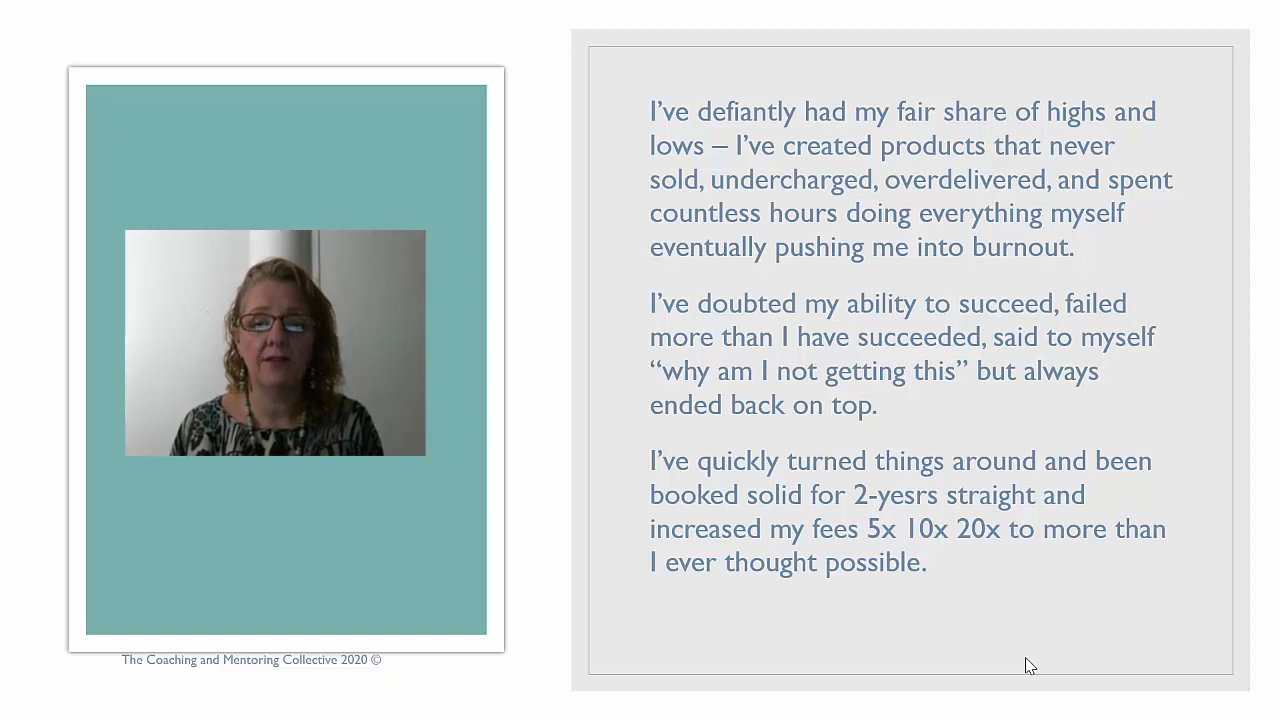 I've defiantly had my fair share of highs and
lows – I've created products that never
sold, undercharged, overdelivered, and spent
countless hours doing everything myself
eventually pushing me into burnout.
I've doubted my ability to succeed, failed
more than I have succeeded, said to myself
“why am I not getting this” but always
ended back on top.
I've quickly turned things around and been
booked solid for 2-yesrs straight and
increased my fees 5x 10x 20x to more than
I ever thought possible.
The Coaching and Mentoring Collective 2020 ©